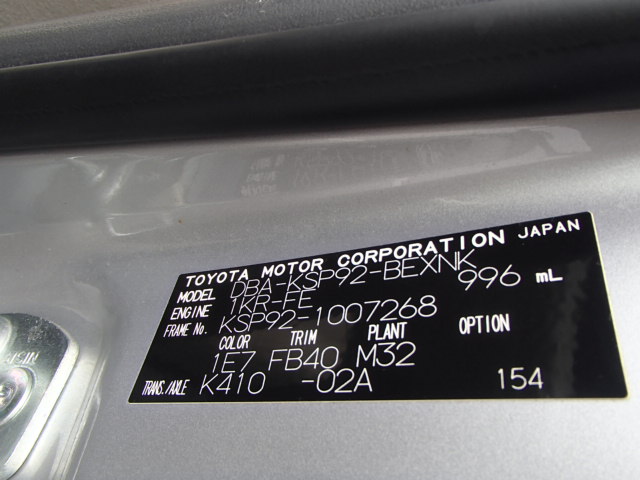 TOYOTA MOTOR CORPORATION JAPAN
MODEL DBA-KSP92-BEXNK
ENGINE 1KR-FE 996 mL
FRAME No. KSP92-1007268
COLOR TRIM PLANT OPTION
1E7 FB40 M32
TRANS./AXLE K410 -02A 154